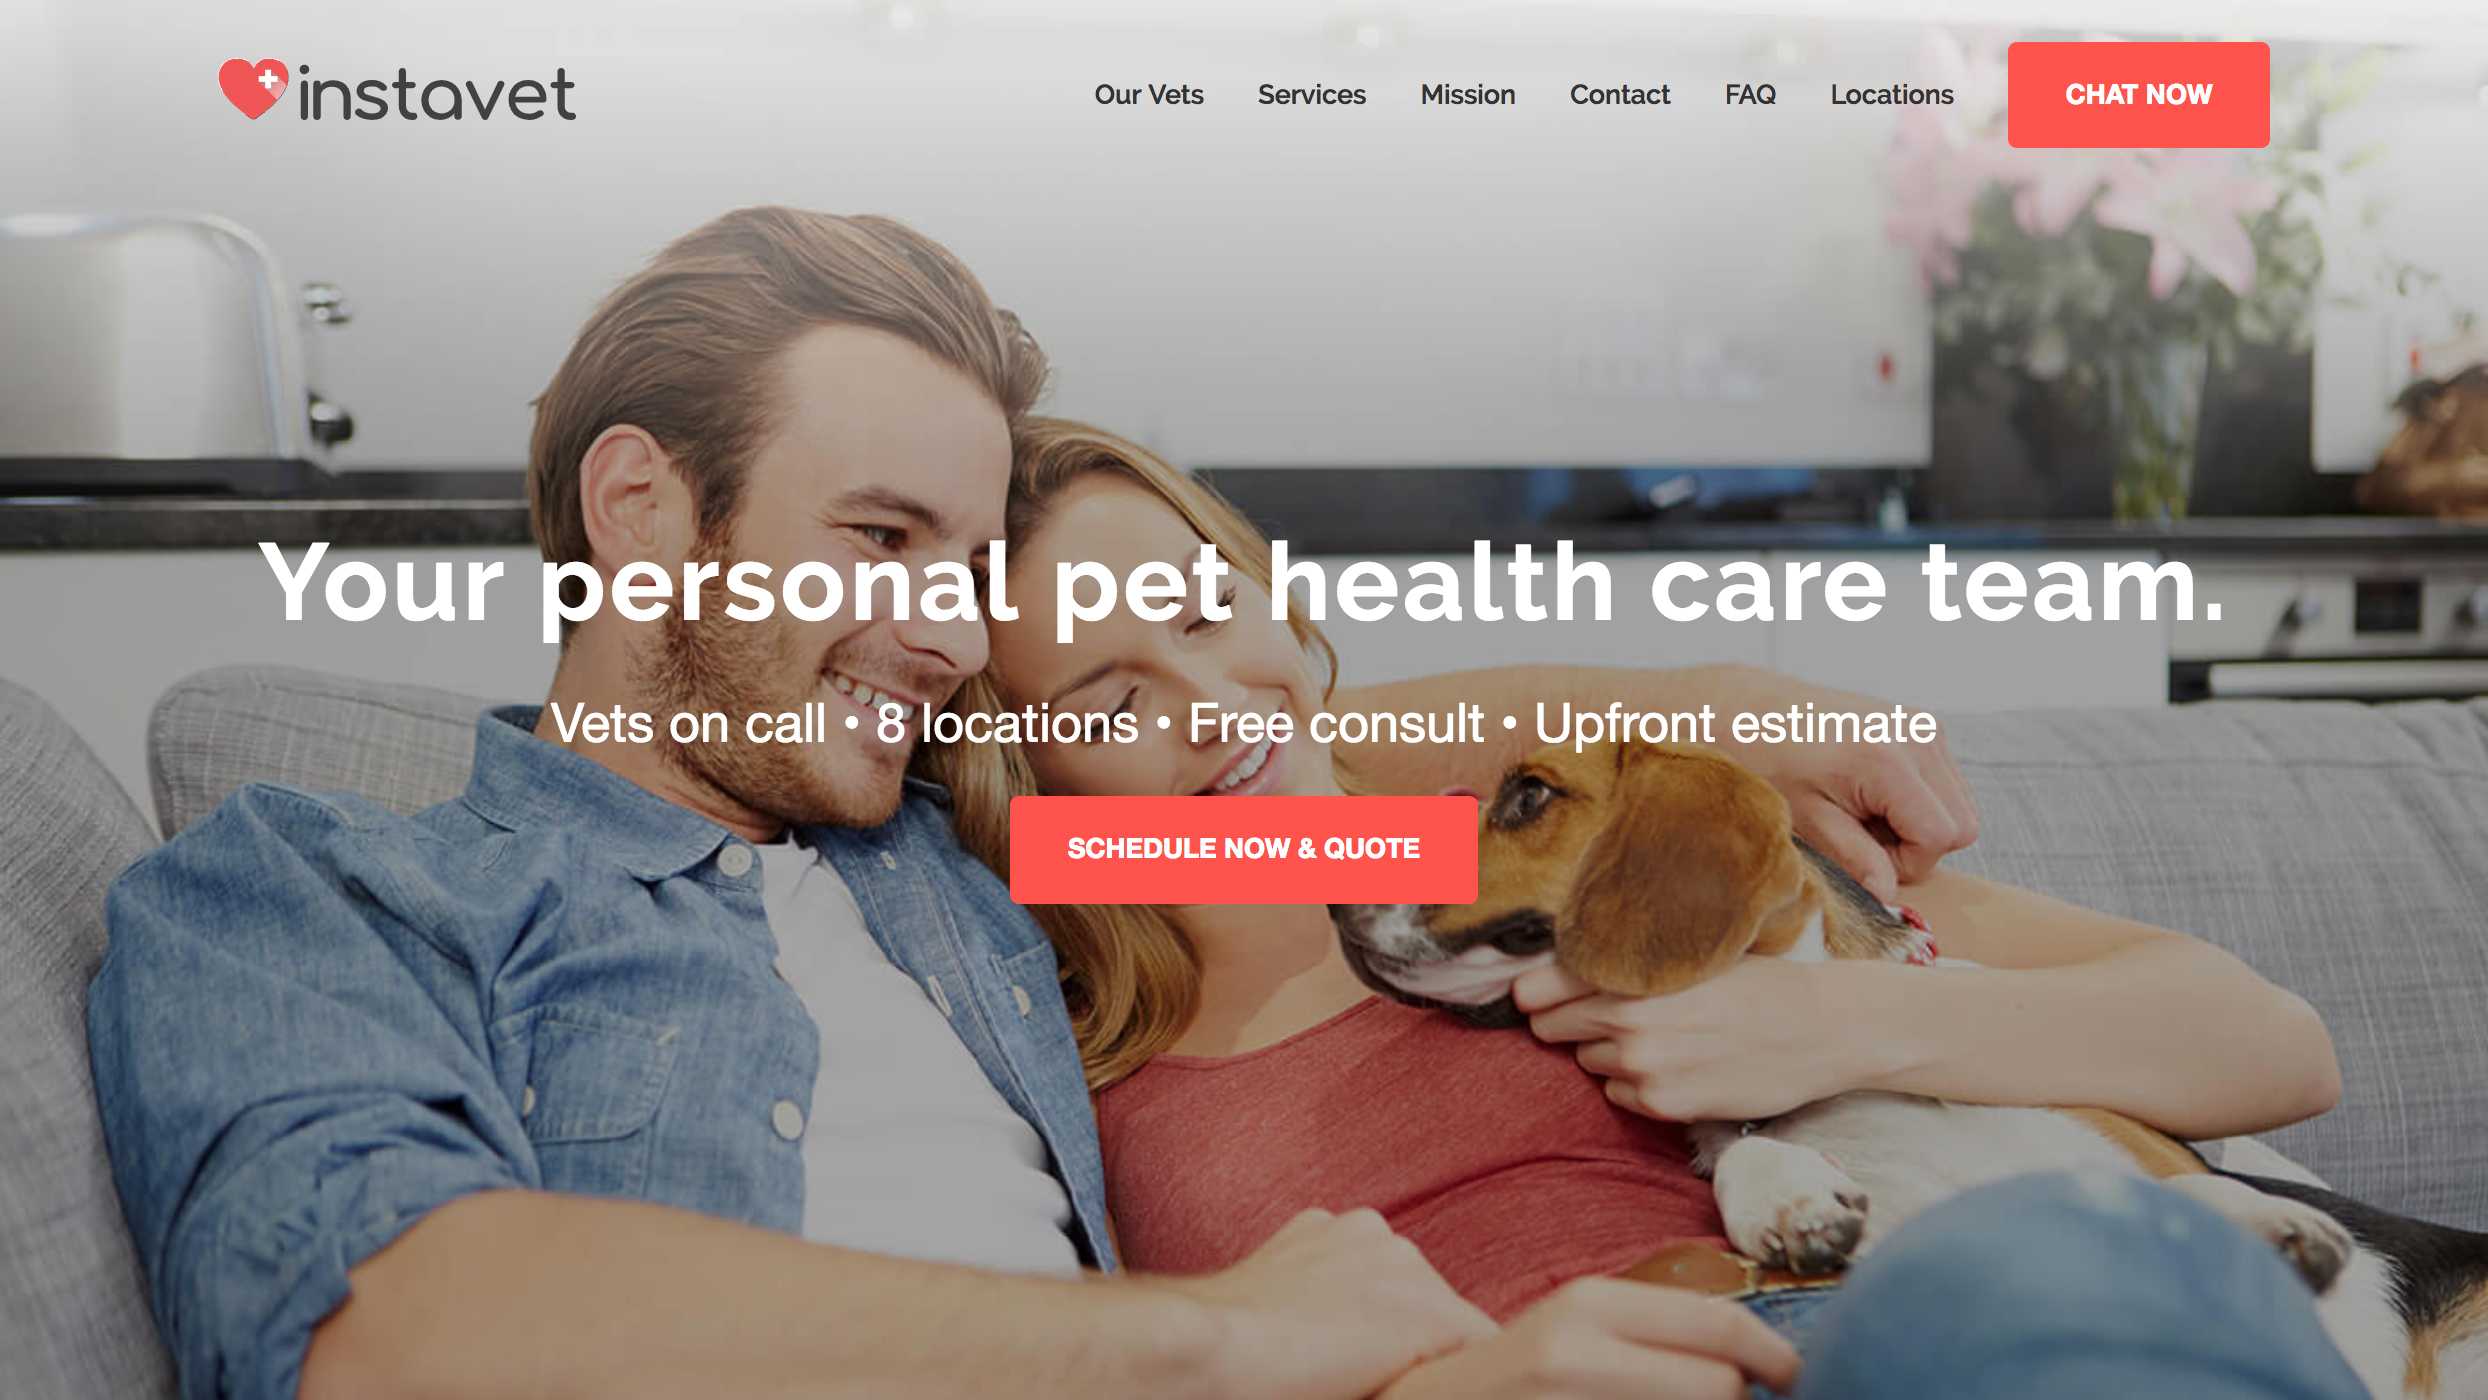 instavet
Our Vets
Services
Mission
Contact
FAQ
Locations
CHAT NOW
Your personal pet health care team.
Vets on call • 8 locations • Free consult • Upfront estimate
SCHEDULE NOW & QUOTE